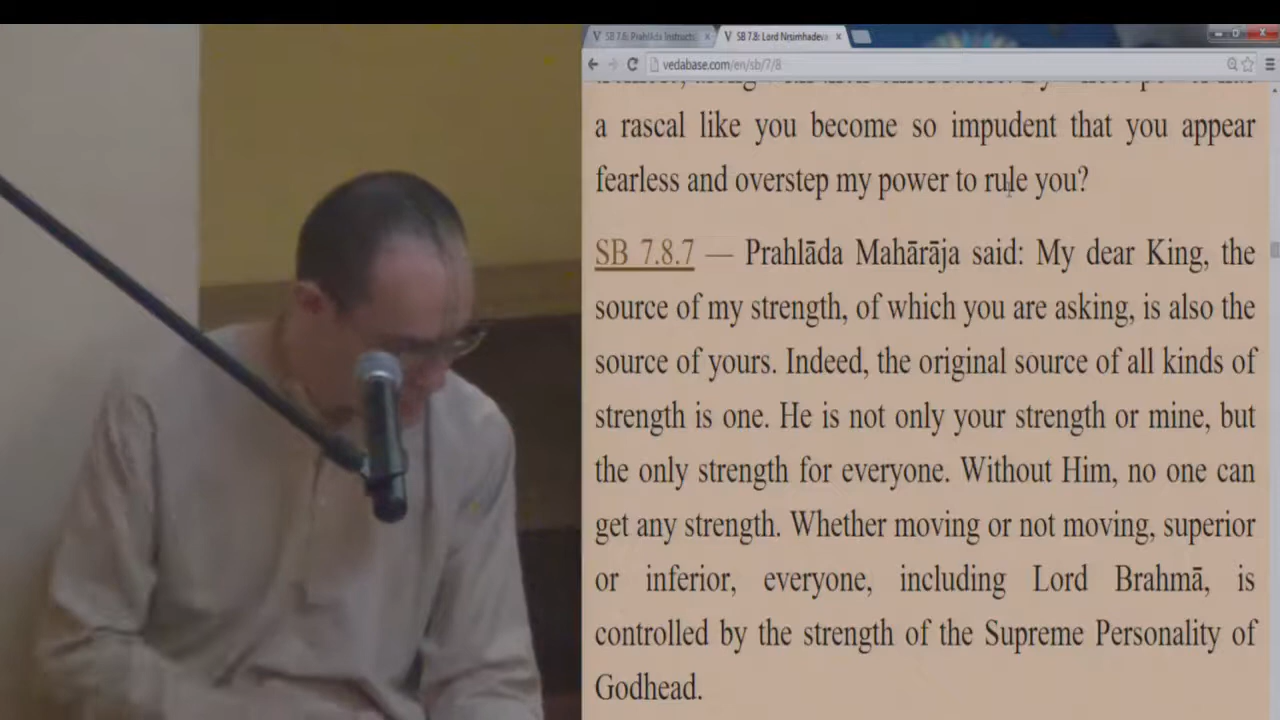 SB 7.6: Prahlāda Instructs
SB 7.8: Lord Nṛsiṁhadeva
vedabase.com/en/sb/7/8
a rascal like you become so impudent that you appear
fearless and overstep my power to rule you?
SB 7.8.7 — Prahlāda Mahārāja said: My dear King, the
source of my strength, of which you are asking, is also the
source of yours. Indeed, the original source of all kinds of
strength is one. He is not only your strength or mine, but
the only strength for everyone. Without Him, no one can
get any strength. Whether moving or not moving, superior
or inferior, everyone, including Lord Brahmā, is
controlled by the strength of the Supreme Personality of
Godhead.